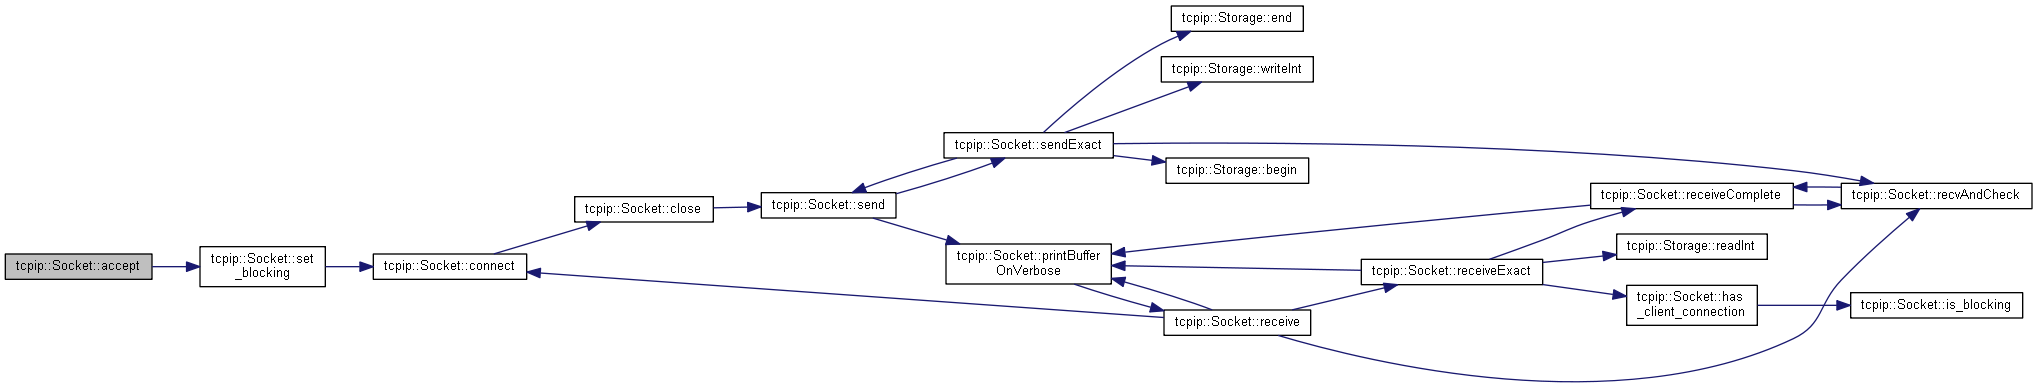 tcpip::Storage::end
tcpip::Storage::writeInt
tcpip::Socket::sendExact
tcpip::Storage::begin
tcpip::Socket::receiveComplete
tcpip::Socket::recvAndCheck
tcpip::Socket::close
tcpip::Socket::send
tcpip::Storage::readInt
tcpip::Socket::accept
tcpip::Socket::set
_blocking
tcpip::Socket::connect
tcpip::Socket::printBuffer
OnVerbose
tcpip::Socket::receiveExact
tcpip::Socket::has
_client_connection
tcpip::Socket::is_blocking
tcpip::Socket::receive